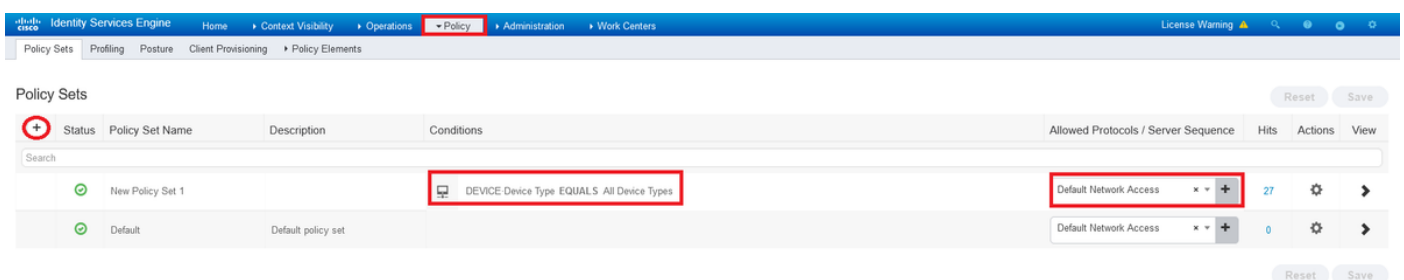 cisco Identity Services Engine Home Context Visibility Operations Policy Administration Work Centers License Warning
Policy Sets Profiling Posture Client Provisioning Policy Elements
Policy Sets
Reset Save
+ Status Policy Set Name Description Conditions Allowed Protocols / Server Sequence Hits Actions View
Search
New Policy Set 1 DEVICE Device Type EQUALS All Device Types Default Network Access × + 27
Default Default policy set Default Network Access × + 0
Reset Save